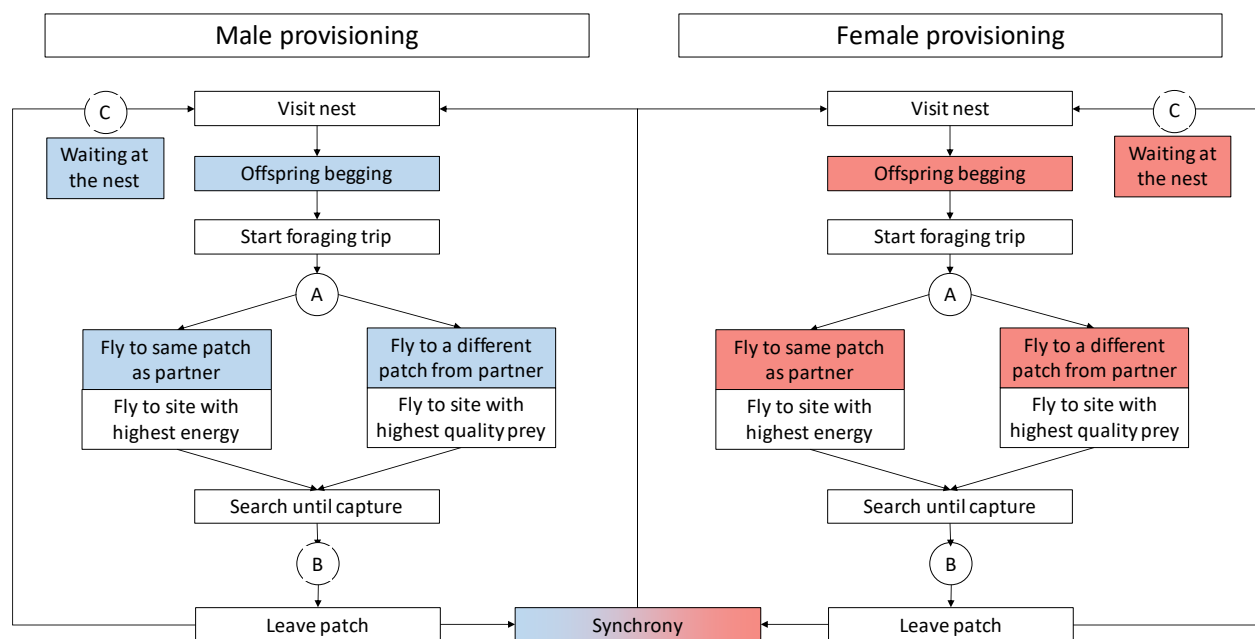 Male provisioning
Female provisioning
C
Visit nest
Visit nest
C
Waiting at
the nest
Offspring begging
Offspring begging
Waiting at
the nest
Start foraging trip
Start foraging trip
A
A
Fly to same patch
as partner
Fly to a different
patch from partner
Fly to same patch
as partner
Fly to a different
patch from partner
Fly to site with
highest energy
Fly to site with
highest quality prey
Fly to site with
highest energy
Fly to site with
highest quality prey
Search until capture
Search until capture
B
B
Leave patch
Synchrony
Leave patch